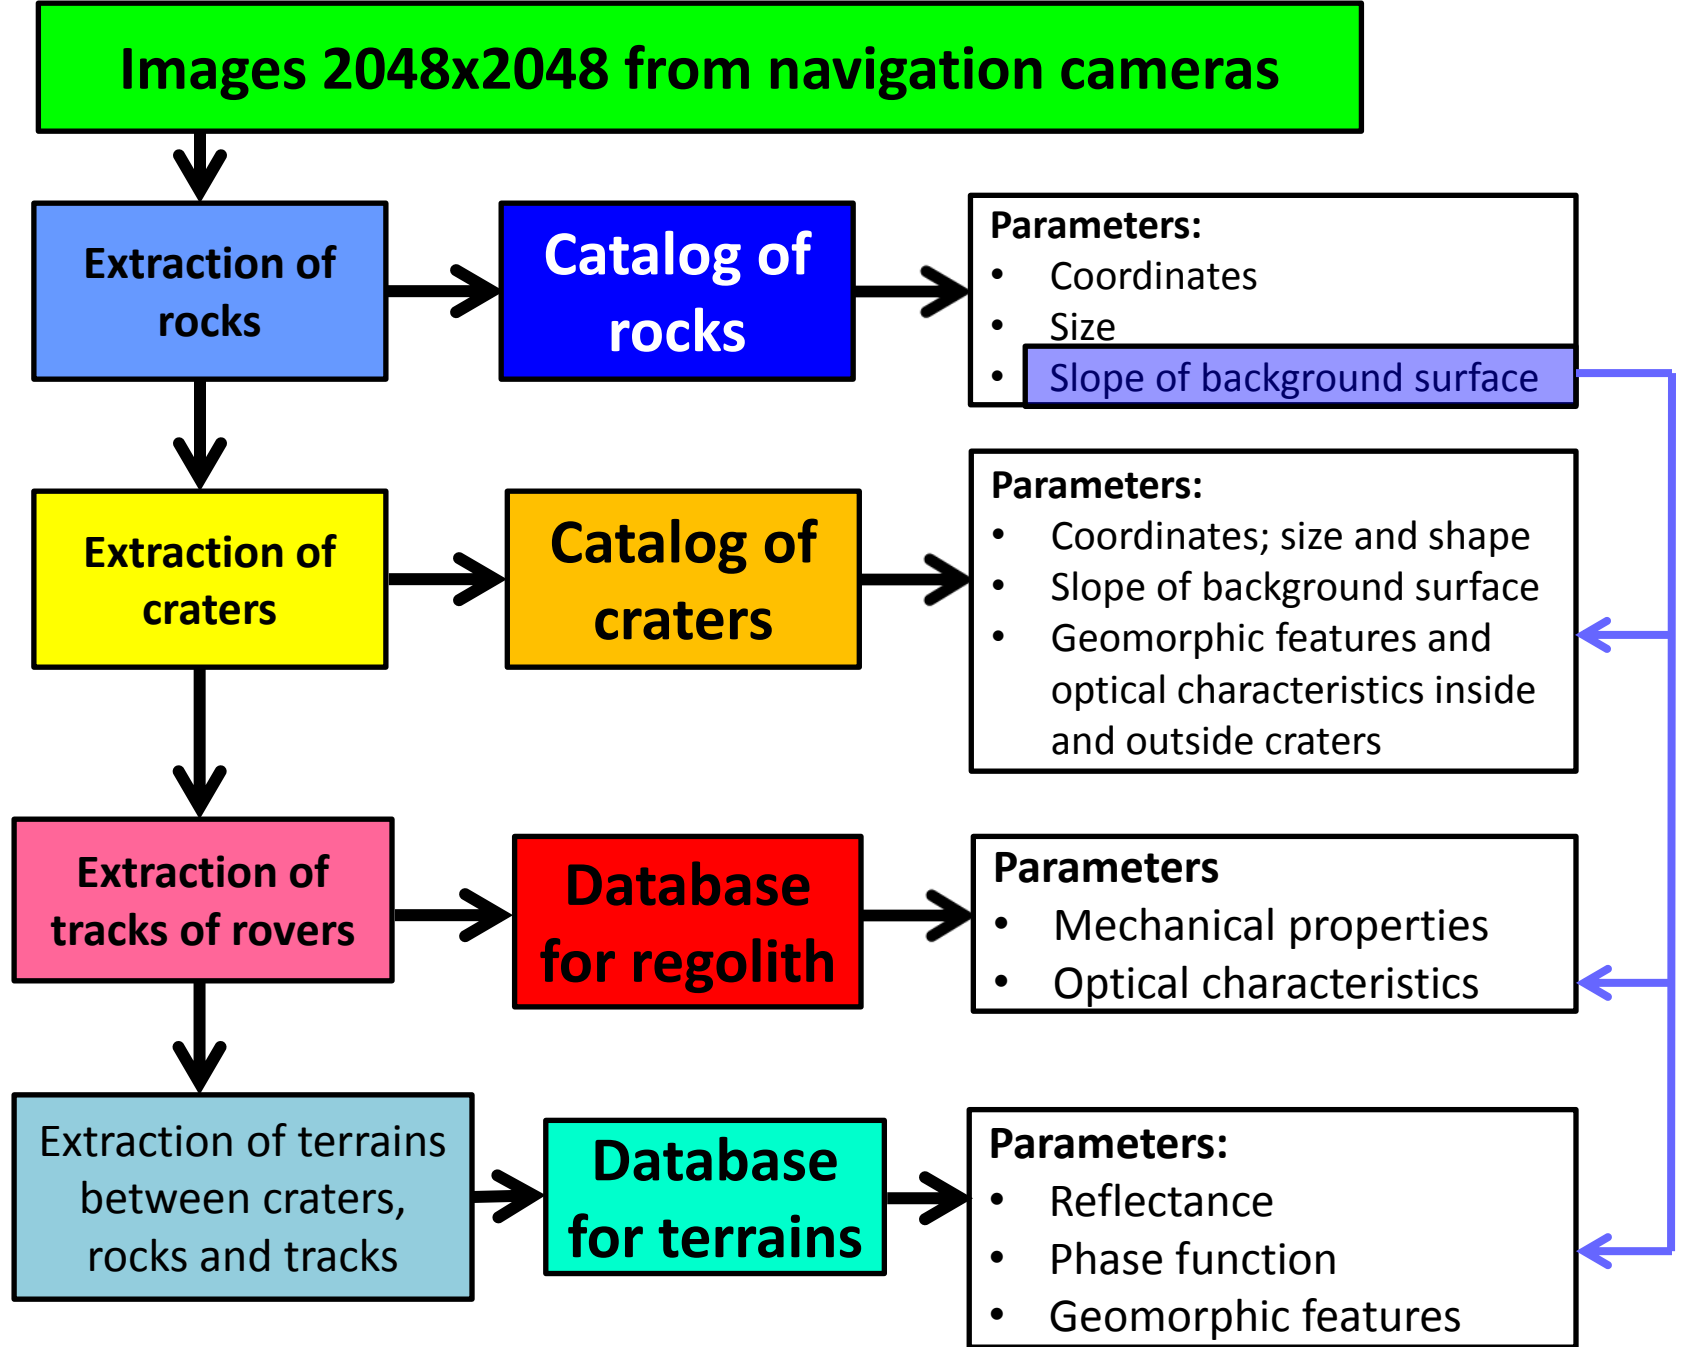 Images 2048x2048 from navigation cameras
Extraction of
rocks
Catalog of
rocks
Parameters:
• Coordinates
• Size
• Slope of background surface
Extraction of
craters
Catalog of
craters
Parameters:
• Coordinates; size and shape
• Slope of background surface
• Geomorphic features and
optical characteristics inside
and outside craters
Extraction of
tracks of rovers
Database
for regolith
Parameters
• Mechanical properties
• Optical characteristics
Extraction of terrains
between craters,
rocks and tracks
Database
for terrains
Parameters:
• Reflectance
• Phase function
• Geomorphic features